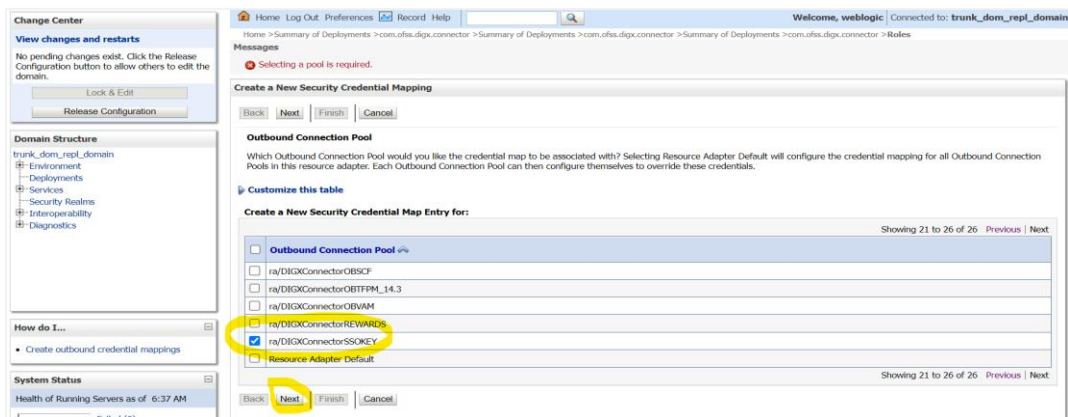 Change Center
View changes and restarts
No pending changes exist. Click the Release
Configuration button to allow others to edit the
domain.
Lock & Edit
Release Configuration
Domain Structure
trunk_dom_repl_domain
Environment
Deployments
Services
Security Realms
Interoperability
Diagnostics
How do I...
Create outbound credential mappings
System Status
Health of Running Servers as of 6:37 AM
Home Log Out Preferences Record Help
Welcome, weblogic Connected to: trunk_dom_repl_domain
Home >Summary of Deployments >com.ofss.digx.connector >Summary of Deployments >com.ofss.digx.connector >Summary of Deployments >com.ofss.digx.connector >Roles
Messages
Selecting a pool is required.
Create a New Security Credential Mapping
Back Next Finish Cancel
Outbound Connection Pool
Which Outbound Connection Pool would you like the credential map to be associated with? Selecting Resource Adapter Default will configure the credential mapping for all Outbound Connection
Pools in this resource adapter. Each Outbound Connection Pool can then configure themselves to override these credentials.
Customize this table
Create a New Security Credential Map Entry for:
Showing 21 to 26 of 26 Previous | Next
Outbound Connection Pool
ra/DIGXConnectorOBSCF
ra/DIGXConnectorOBTFPM_14.3
ra/DIGXConnectorOBVAM
ra/DIGXConnectorREWARDS
ra/DIGXConnectorSSOKEY
Resource Adapter Default
Showing 21 to 26 of 26 Previous | Next
Back Next Finish Cancel